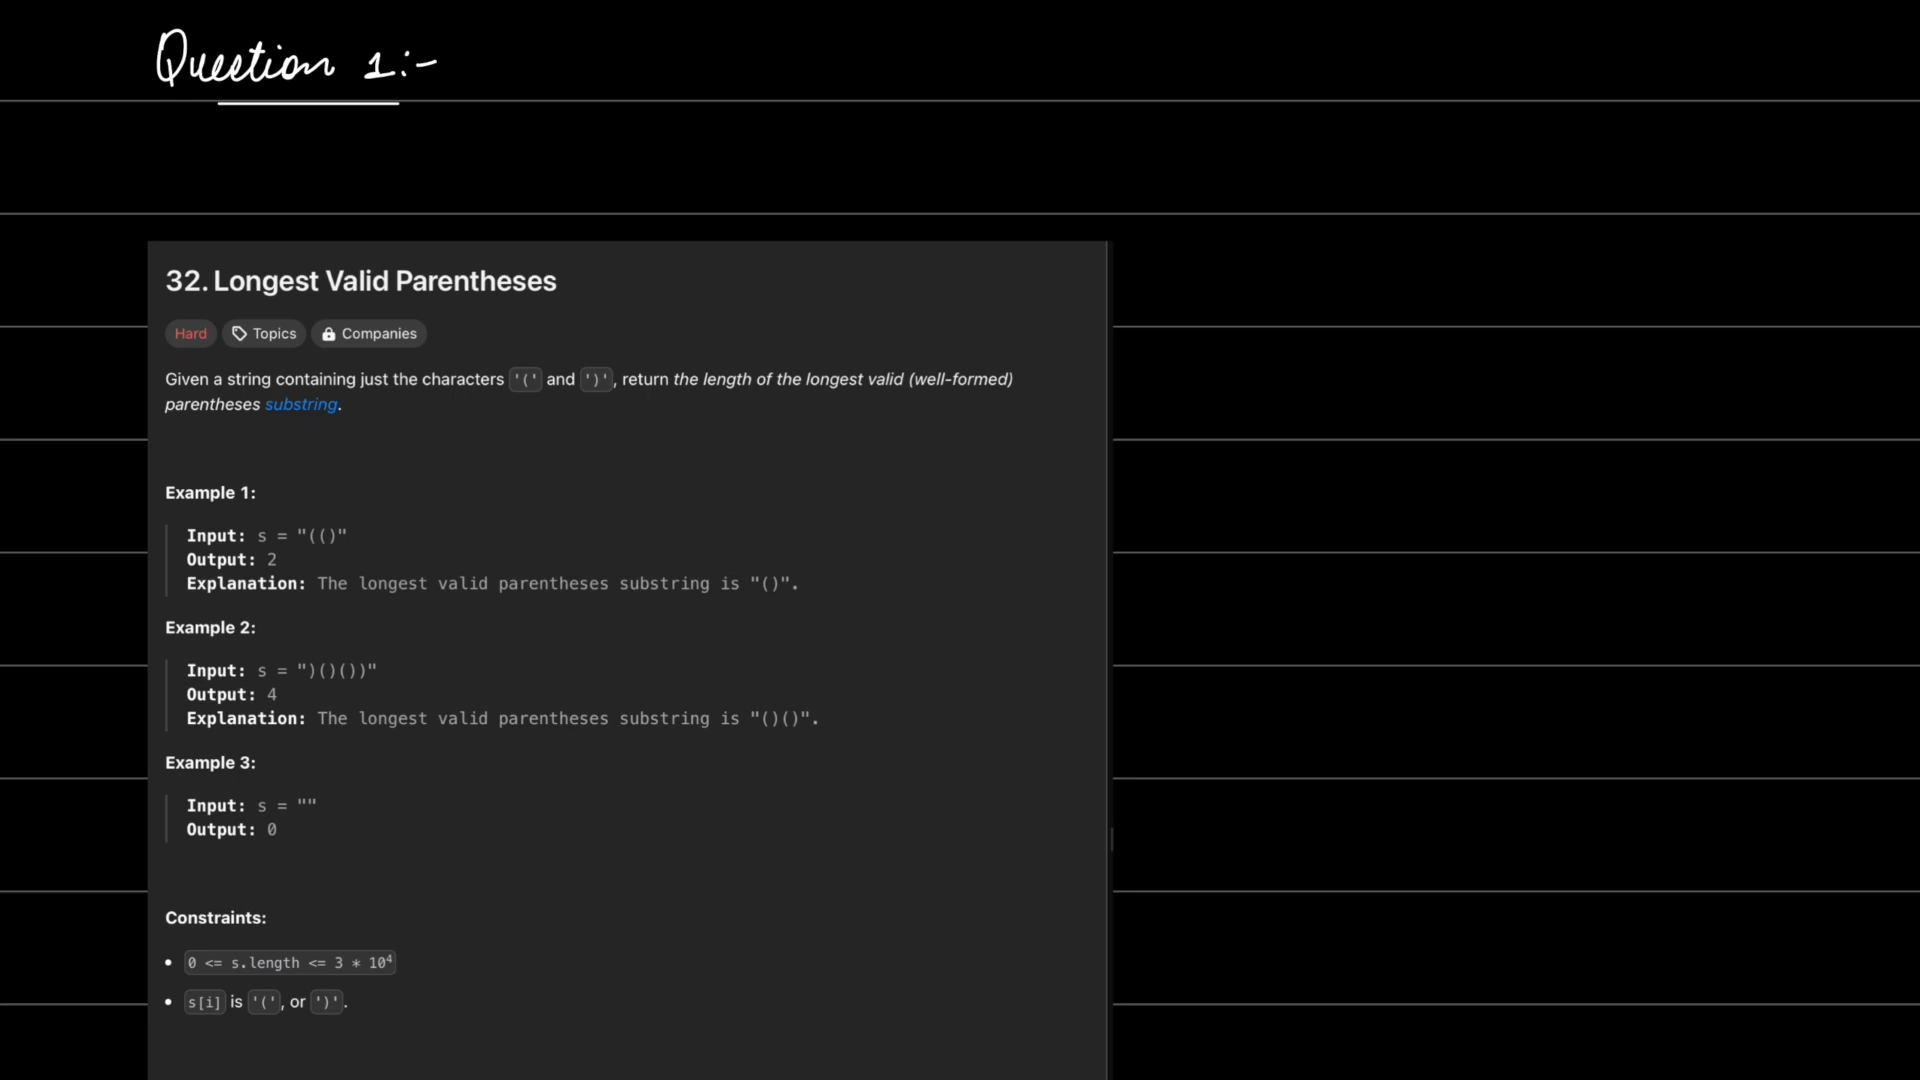 Question 1:-
32. Longest Valid Parentheses
Hard Topics Companies
Given a string containing just the characters '(' and ')', return the length of the longest valid (well-formed)
parentheses substring.
Example 1:
Input: s = "(()"
Output: 2
Explanation: The longest valid parentheses substring is "()".
Example 2:
Input: s = ")()())"
Output: 4
Explanation: The longest valid parentheses substring is "()()".
Example 3:
Input: s = ""
Output: 0
Constraints:
• 0 <= s.length <= 3 * 10⁴
• s[i] is '(', or ')'.